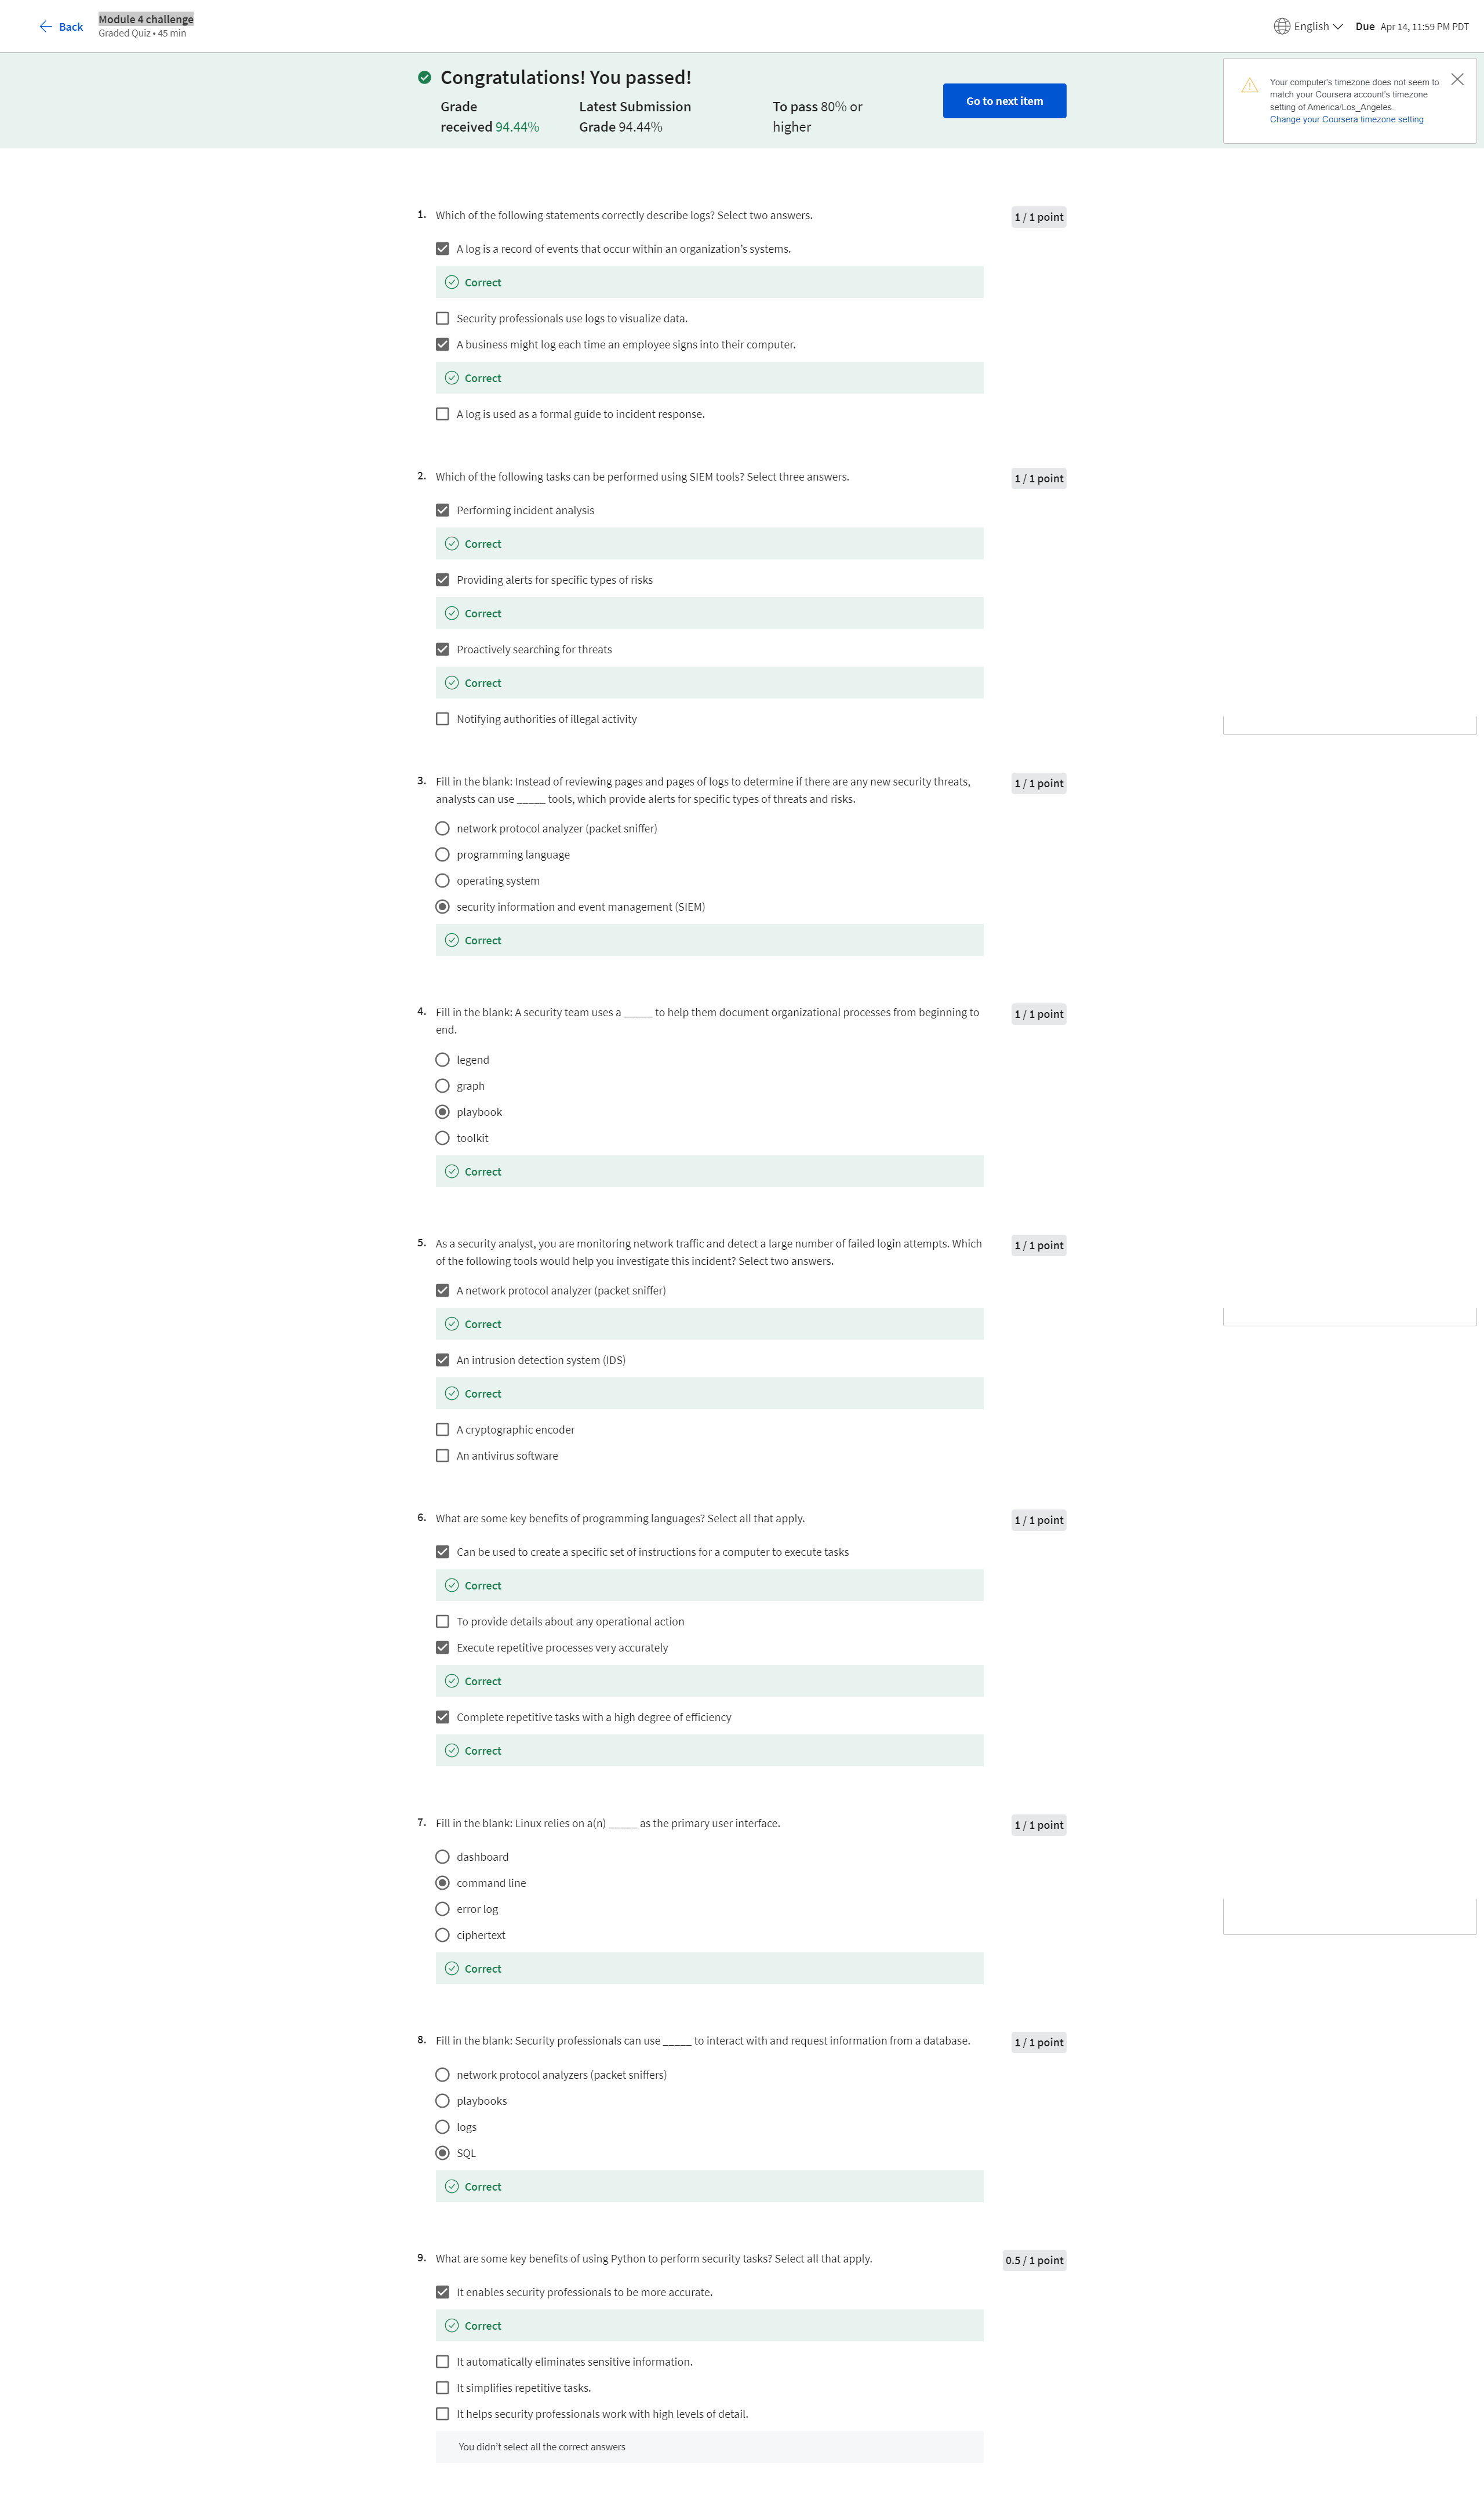 Back
Module 4 challenge
Graded Quiz • 45 min
English
Due Apr 14, 11:59 PM PDT
Congratulations! You passed!
Grade
received 94.44%
Latest Submission
Grade 94.44%
To pass 80% or
higher
Go to next item
Your computer's timezone does not seem to
match your Coursera account's timezone
setting of America/Los_Angeles.
Change your Coursera timezone setting
1. Which of the following statements correctly describe logs? Select two answers.
1 / 1 point
A log is a record of events that occur within an organization's systems.
Correct
Security professionals use logs to visualize data.
A business might log each time an employee signs into their computer.
Correct
A log is used as a formal guide to incident response.
2. Which of the following tasks can be performed using SIEM tools? Select three answers.
1 / 1 point
Performing incident analysis
Correct
Providing alerts for specific types of risks
Correct
Proactively searching for threats
Correct
Notifying authorities of illegal activity
3. Fill in the blank: Instead of reviewing pages and pages of logs to determine if there are any new security threats,
analysts can use _____ tools, which provide alerts for specific types of threats and risks.
1 / 1 point
network protocol analyzer (packet sniffer)
programming language
operating system
security information and event management (SIEM)
Correct
4. Fill in the blank: A security team uses a _____ to help them document organizational processes from beginning to
end.
1 / 1 point
legend
graph
playbook
toolkit
Correct
5. As a security analyst, you are monitoring network traffic and detect a large number of failed login attempts. Which
of the following tools would help you investigate this incident? Select two answers.
1 / 1 point
A network protocol analyzer (packet sniffer)
Correct
An intrusion detection system (IDS)
Correct
A cryptographic encoder
An antivirus software
6. What are some key benefits of programming languages? Select all that apply.
1 / 1 point
Can be used to create a specific set of instructions for a computer to execute tasks
Correct
To provide details about any operational action
Execute repetitive processes very accurately
Correct
Complete repetitive tasks with a high degree of efficiency
Correct
7. Fill in the blank: Linux relies on a(n) _____ as the primary user interface.
1 / 1 point
dashboard
command line
error log
ciphertext
Correct
8. Fill in the blank: Security professionals can use _____ to interact with and request information from a database.
1 / 1 point
network protocol analyzers (packet sniffers)
playbooks
logs
SQL
Correct
9. What are some key benefits of using Python to perform security tasks? Select all that apply.
0.5 / 1 point
It enables security professionals to be more accurate.
Correct
It automatically eliminates sensitive information.
It simplifies repetitive tasks.
It helps security professionals work with high levels of detail.
You didn't select all the correct answers